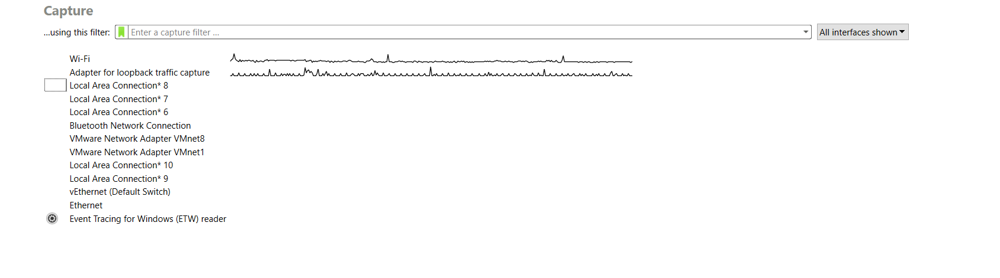 Capture
...using this filter: Enter a capture filter ... All interfaces shown
Wi-Fi
Adapter for loopback traffic capture
Local Area Connection* 8
Local Area Connection* 7
Local Area Connection* 6
Bluetooth Network Connection
VMware Network Adapter VMnet8
VMware Network Adapter VMnet1
Local Area Connection* 10
Local Area Connection* 9
vEthernet (Default Switch)
Ethernet
Event Tracing for Windows (ETW) reader